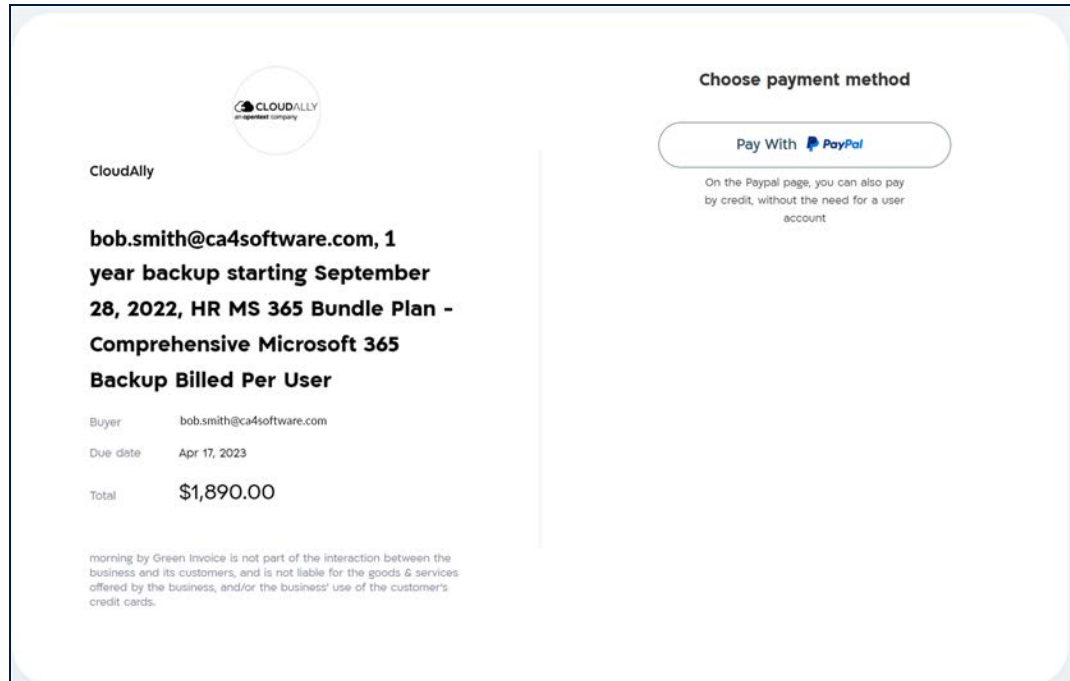 CLOUDALLY
an opentext company
CloudAlly
bob.smith@ca4software.com, 1
year backup starting September
28, 2022, HR MS 365 Bundle Plan -
Comprehensive Microsoft 365
Backup Billed Per User
Buyer bob.smith@ca4software.com
Due date Apr 17, 2023
Total $1,890.00
morning by Green Invoice is not part of the interaction between the
business and its customers, and is not liable for the goods & services
offered by the business, and/or the business' use of the customer's
credit cards.
Choose payment method
Pay With PayPal
On the Paypal page, you can also pay
by credit, without the need for a user
account